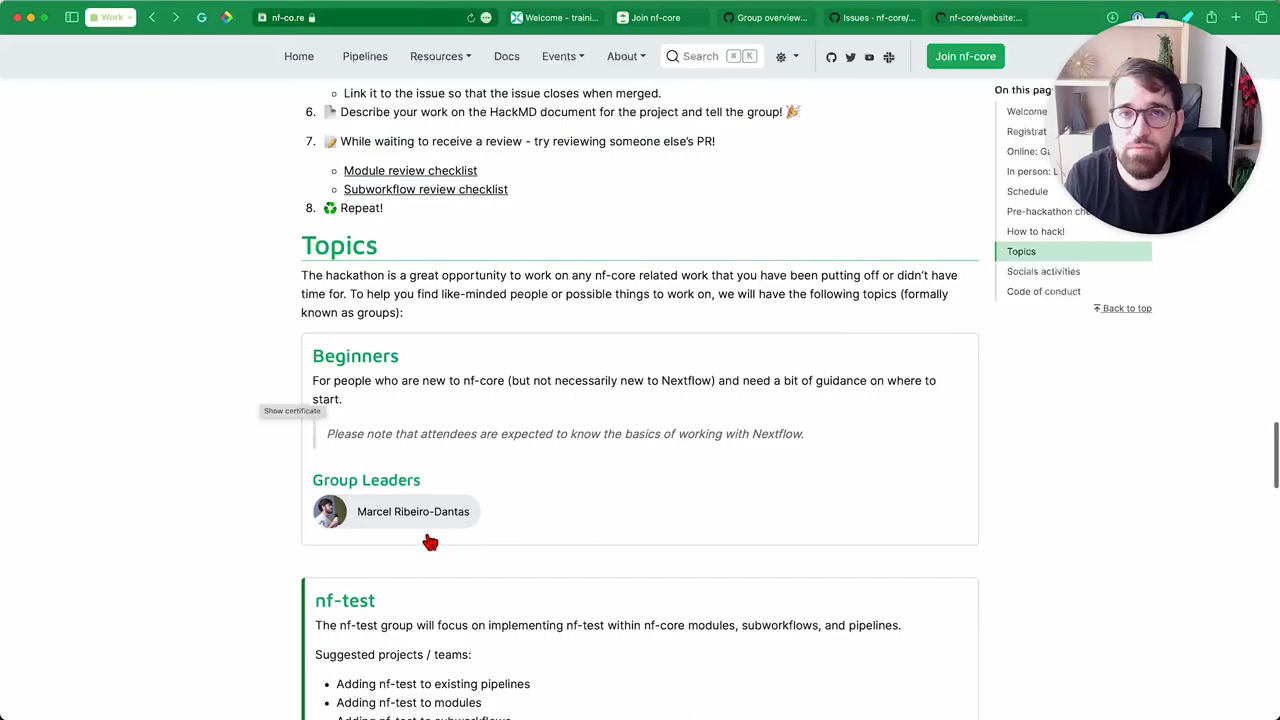 Work
nf-co.re
Welcome - traini...
Join nf-core
Group overview...
Issues - nf-core/...
nf-core/website:...
Home
Pipelines
Resources
Docs
Events
About
Search
⌘ K
Join nf-core
Link it to the issue so that the issue closes when merged.
6. 📄 Describe your work on the HackMD document for the project and tell the group! 🎉
7. 📝 While waiting to receive a review - try reviewing someone else's PR!
Module review checklist
Subworkflow review checklist
8. ♻️ Repeat!
Topics
The hackathon is a great opportunity to work on any nf-core related work that you have been putting off or didn't have
time for. To help you find like-minded people or possible things to work on, we will have the following topics (formally
known as groups):
Beginners
For people who are new to nf-core (but not necessarily new to Nextflow) and need a bit of guidance on where to
start.
Show certificate
Please note that attendees are expected to know the basics of working with Nextflow.
Group Leaders
Marcel Ribeiro-Dantas
nf-test
The nf-test group will focus on implementing nf-test within nf-core modules, subworkflows, and pipelines.
Suggested projects / teams:
• Adding nf-test to existing pipelines
• Adding nf-test to modules
Adding nf-test to subworkflows
On this pag
Welcome
Registrat
Online: Ga
In person:
Schedule
Pre-hackathon che
How to hack!
Topics
Socials activities
Code of conduct
Back to top